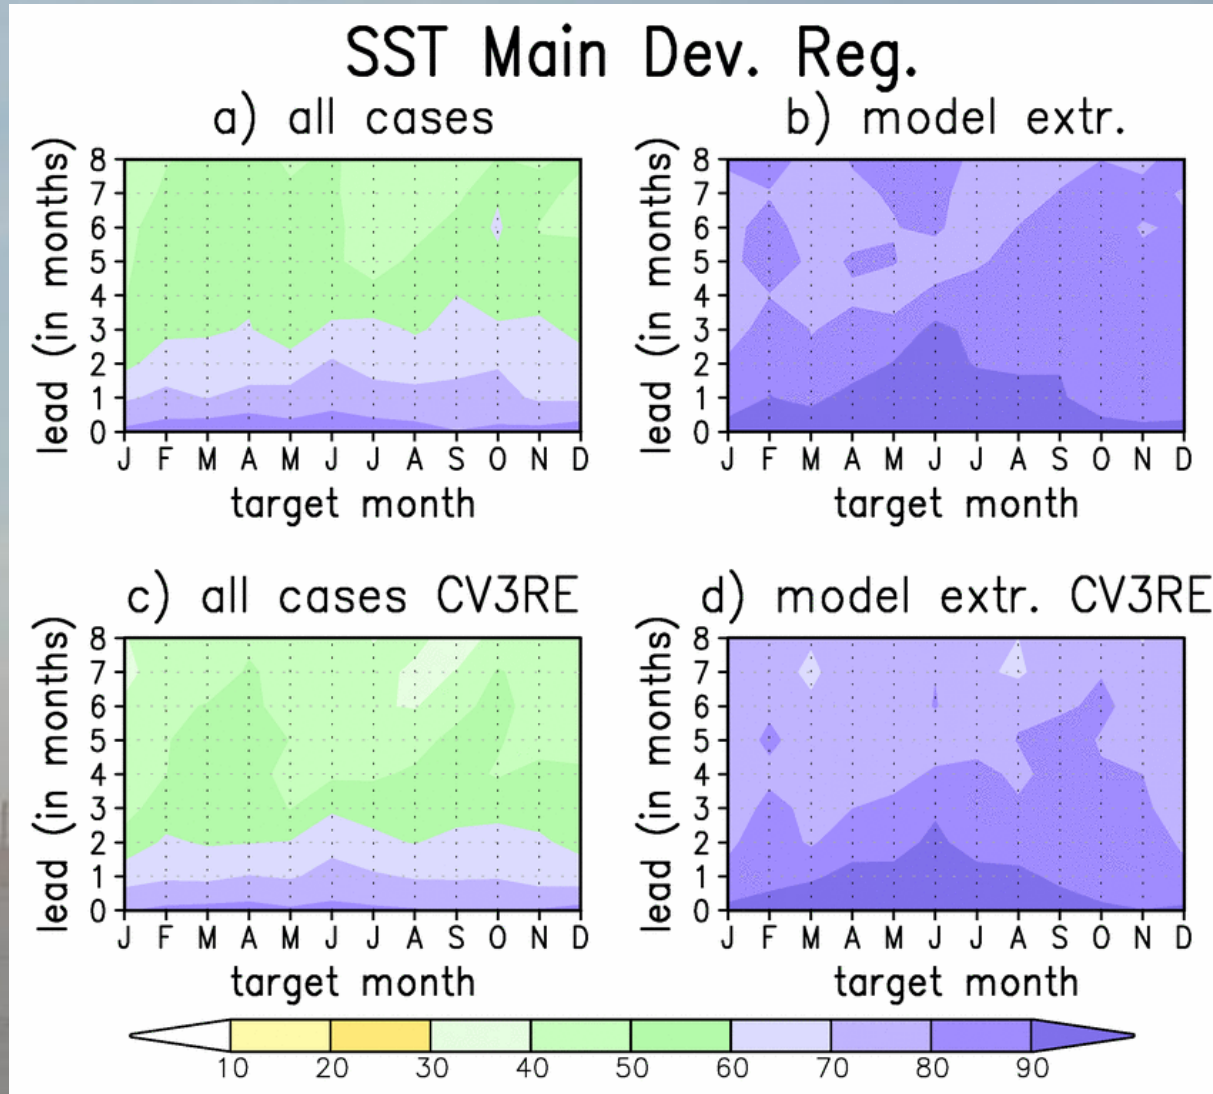 SST Main Dev. Reg.
a) all cases
b) model extr.
lead (in months)
8
7
6
5
4
3
2
1
0
J F M A M J J A S O N D
target month
lead (in months)
8
7
6
5
4
3
2
1
0
J F M A M J J A S O N D
target month
c) all cases CV3RE
d) model extr. CV3RE
lead (in months)
8
7
6
5
4
3
2
1
0
J F M A M J J A S O N D
target month
lead (in months)
8
7
6
5
4
3
2
1
0
J F M A M J J A S O N D
target month
10 20 30 40 50 60 70 80 90